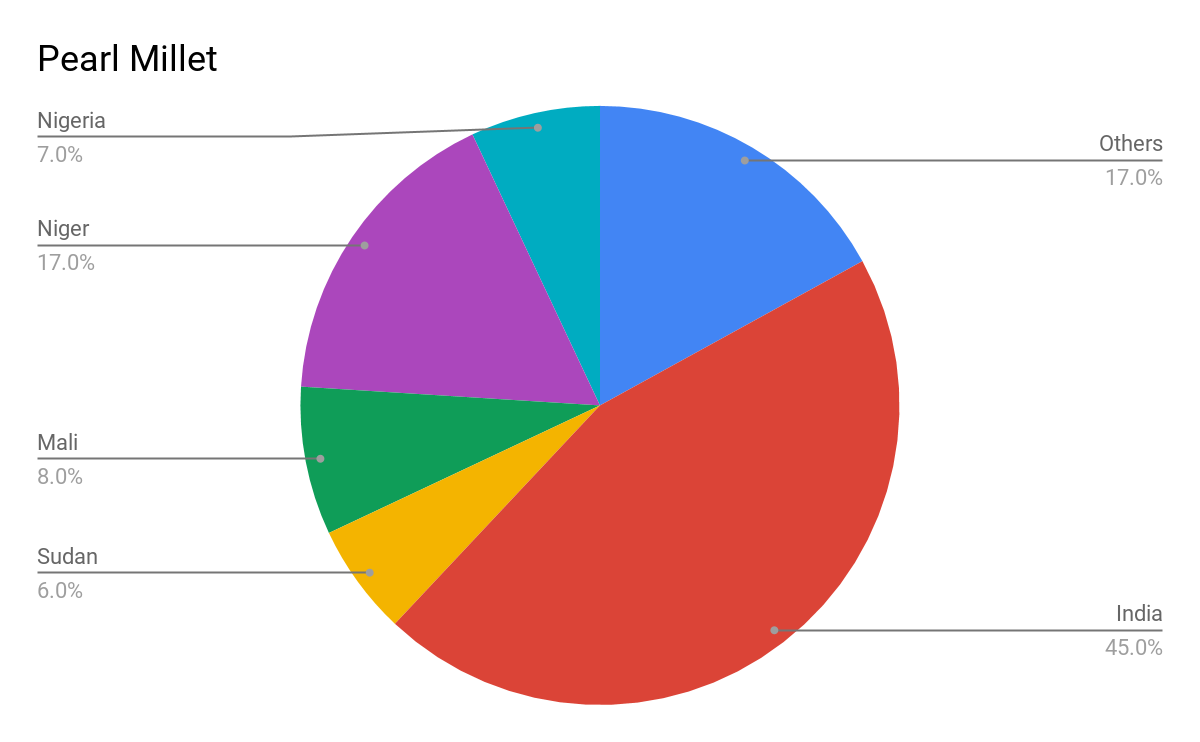 Pearl Millet
Nigeria
7.0%
Niger
17.0%
Mali
8.0%
Sudan
6.0%
Others
17.0%
India
45.0%